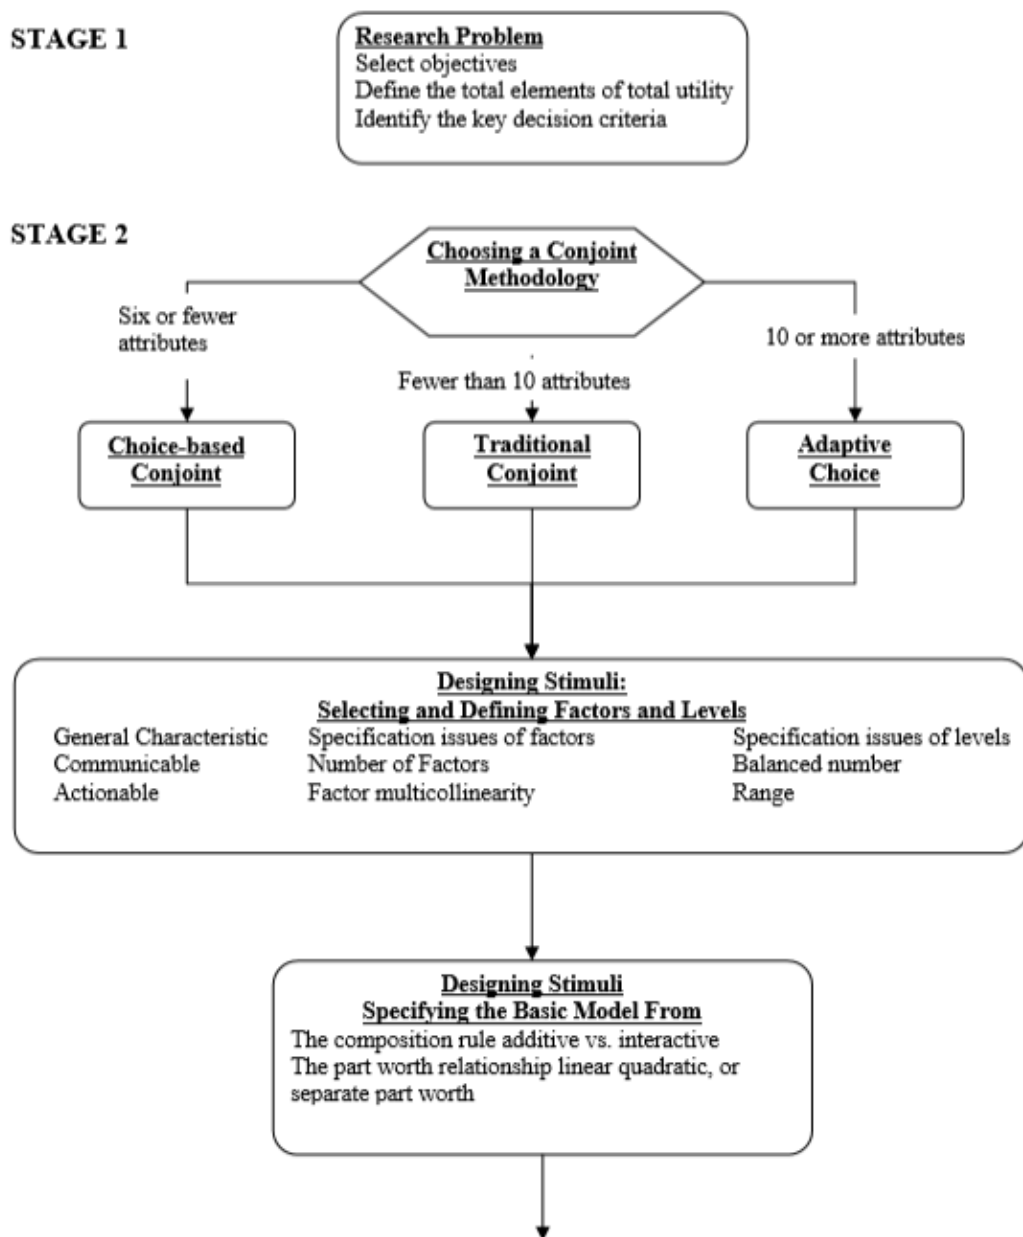 STAGE 1
Research Problem
Select objectives
Define the total elements of total utility
Identify the key decision criteria
STAGE 2
Choosing a Conjoint
Methodology
Six or fewer
attributes
Fewer than 10 attributes
10 or more attributes
Choice-based
Conjoint
Traditional
Conjoint
Adaptive
Choice
Designing Stimuli:
Selecting and Defining Factors and Levels
General Characteristic Specification issues of factors Specification issues of levels
Communicable Number of Factors Balanced number
Actionable Factor multicollinearity Range
Designing Stimuli
Specifying the Basic Model From
The composition rule additive vs. interactive
The part worth relationship linear quadratic, or
separate part worth